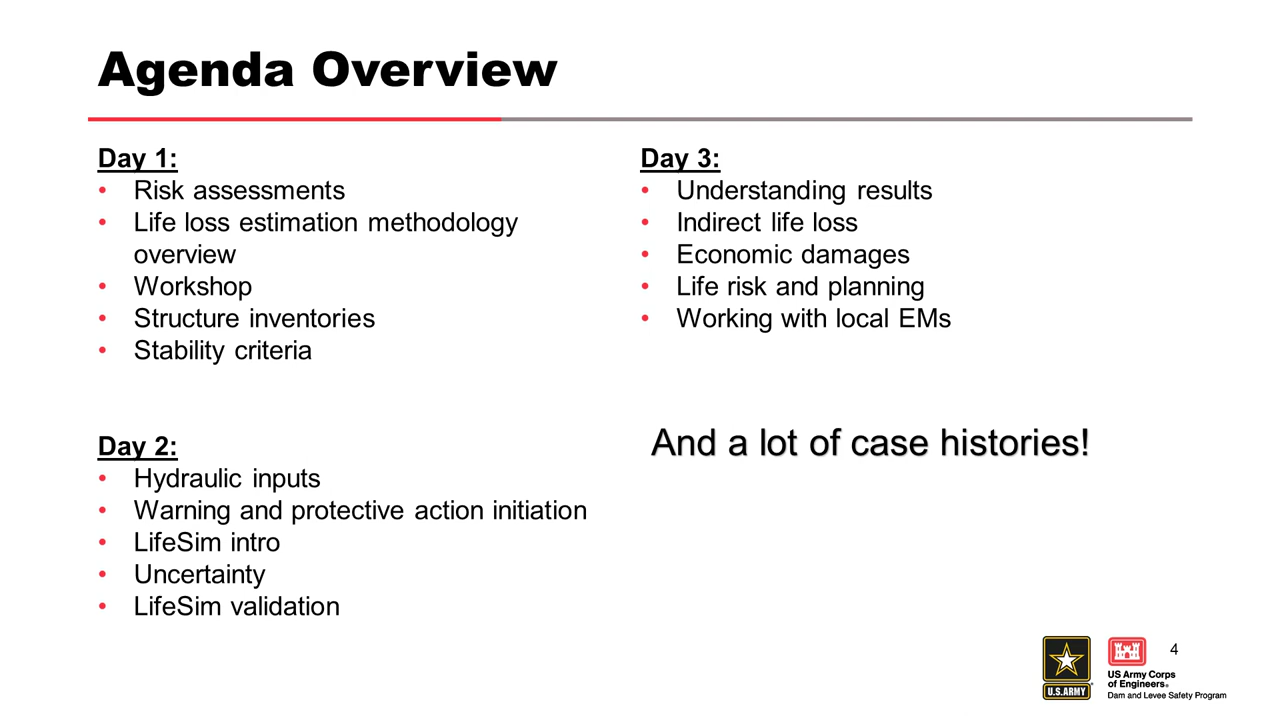 Agenda Overview
Day 1:
• Risk assessments
• Life loss estimation methodology
overview
• Workshop
• Structure inventories
• Stability criteria
Day 2:
• Hydraulic inputs
• Warning and protective action initiation
• LifeSim intro
• Uncertainty
• LifeSim validation
Day 3:
• Understanding results
• Indirect life loss
• Economic damages
• Life risk and planning
• Working with local EMs
And a lot of case histories!
U.S.ARMY
US Army Corps
of Engineers®
Dam and Levee Safety Program
4